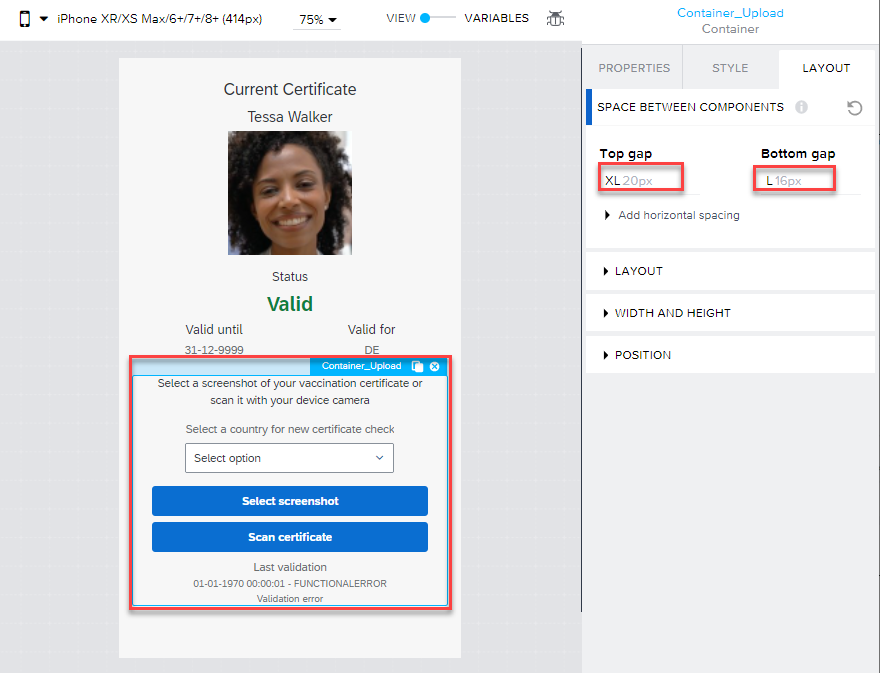 iPhone XR/XS Max/6+/7+/8+ (414px)
75%
VIEW
VARIABLES
Container_Upload
Container
PROPERTIES
STYLE
LAYOUT
SPACE BETWEEN COMPONENTS
Top gap
Bottom gap
XL 20px
L 16px
Add horizontal spacing
LAYOUT
WIDTH AND HEIGHT
POSITION
Current Certificate
Tessa Walker
Status
Valid
Valid until
Valid for
31-12-9999
DE
Container_Upload
Select a screenshot of your vaccination certificate or
scan it with your device camera
Select a country for new certificate check
Select option
Select screenshot
Scan certificate
Last validation
01-01-1970 00:00:01 - FUNCTIONALERROR
Validation error